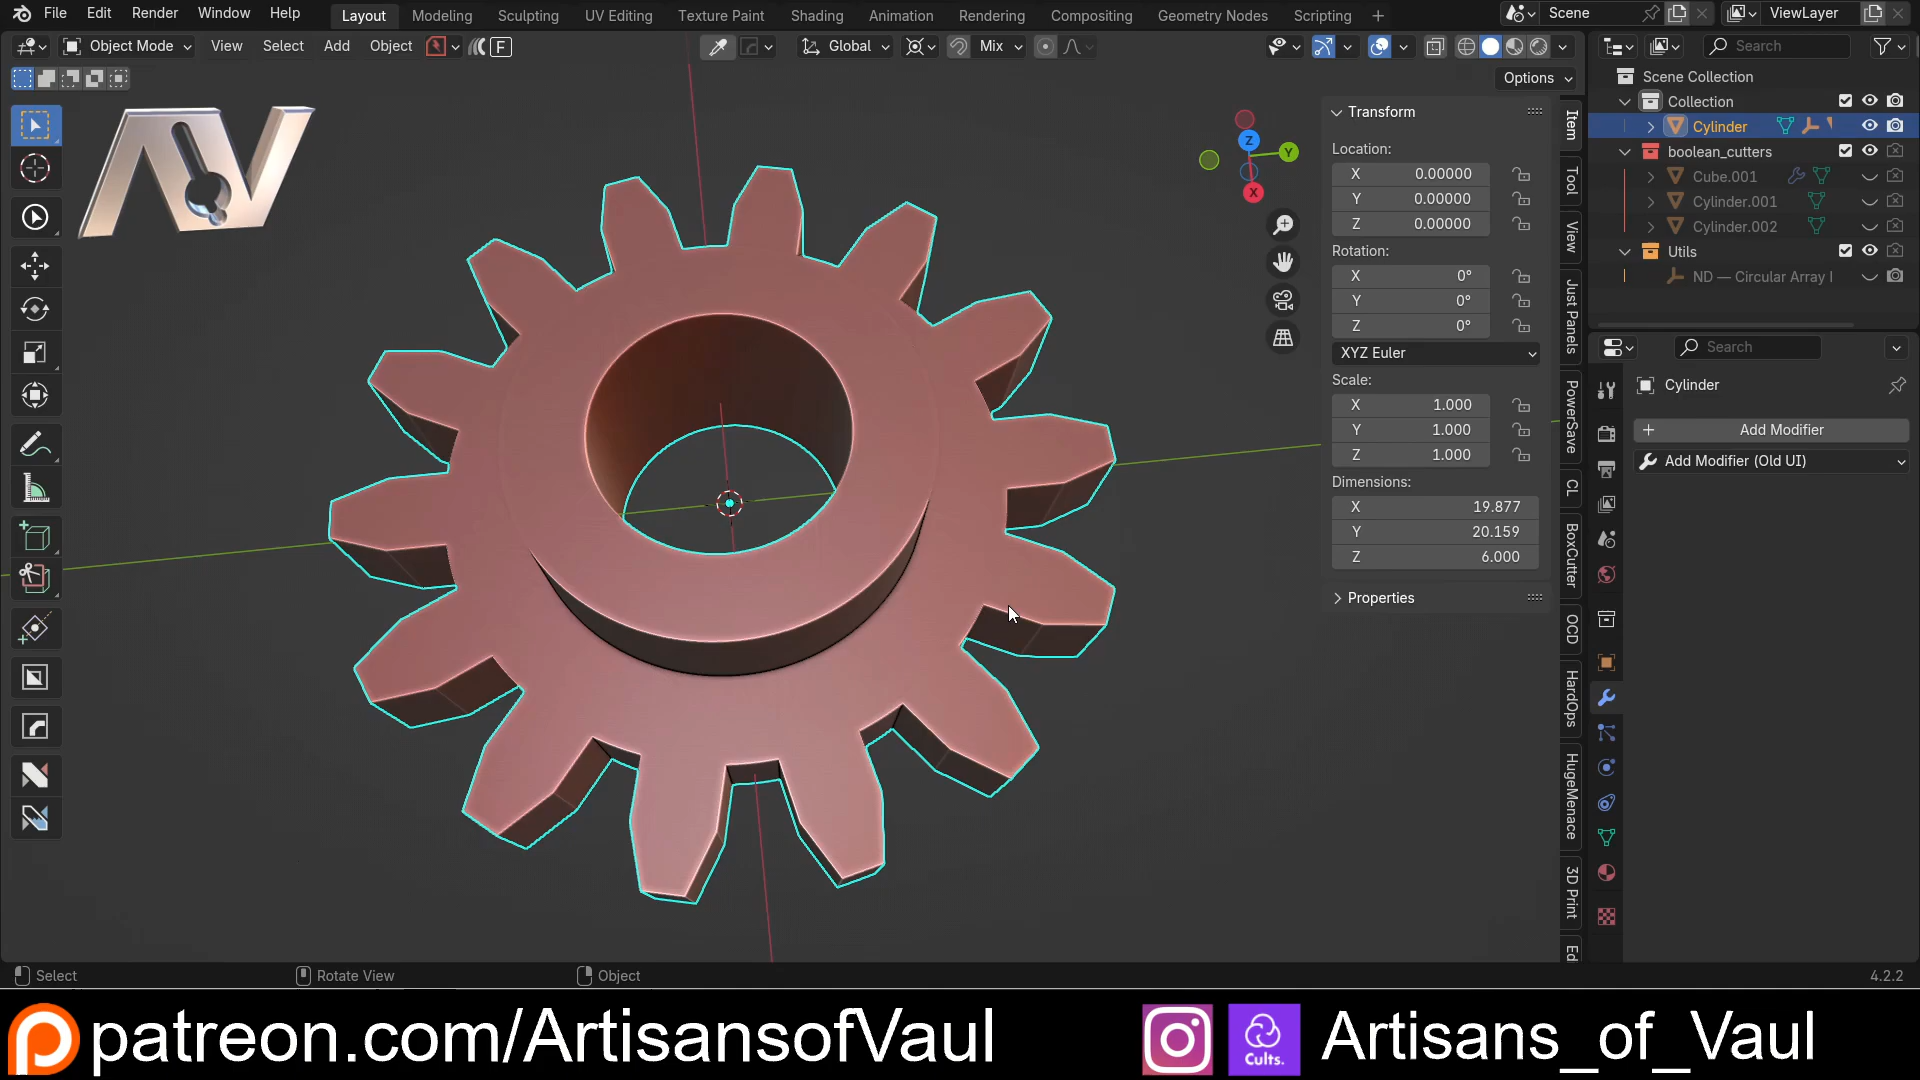 File Edit Render Window Help Layout Modeling Sculpting UV Editing Texture Paint Shading Animation Rendering Compositing Geometry Nodes Scripting + Scene ViewLayer
Object Mode View Select Add Object F Global Mix Search
Options
AV
Transform
Location:
X 0.00000
Y 0.00000
Z 0.00000
Rotation:
X 0°
Y 0°
Z 0°
XYZ Euler
Scale:
X 1.000
Y 1.000
Z 1.000
Dimensions:
X 19.877
Y 20.159
Z 6.000
Properties
Z
Y
X
Item
Tool
View
Just Panels
PowerSave
CL
BoxCutter
OCD
HardOps
HugeMenace
3D Print
Ed
Scene Collection
Collection
Cylinder
boolean_cutters
Cube.001
Cylinder.001
Cylinder.002
Utils
ND — Circular Array
Search
Cylinder
+ Add Modifier
Add Modifier (Old UI)
Select Rotate View Object 4.2.2
patreon.com/ArtisansofVaul Cults. Artisans_of_Vaul